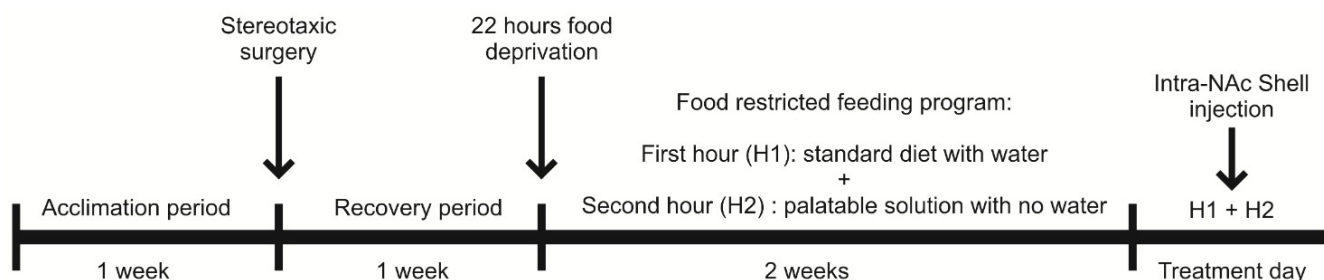 Stereotaxic
surgery
22 hours food
deprivation
Intra-NAc Shell
injection
Food restricted feeding program:
First hour (H1): standard diet with water
+
Second hour (H2) : palatable solution with no water
Acclimation period
Recovery period
H1 + H2
1 week
1 week
2 weeks
Treatment day